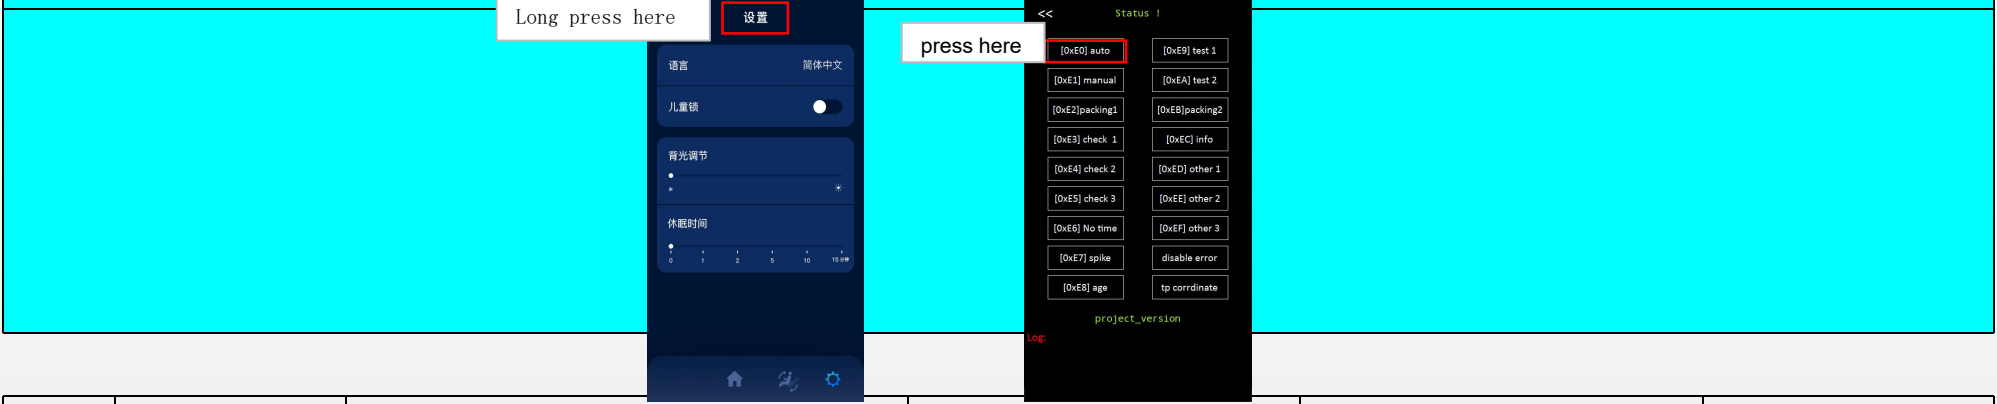 Long press here
设置
语言 简体中文
儿童锁
背光调节
休眠时间
0 1 2 5 10 15 分钟
press here
<< Status !
[0xE0] auto [0xE9] test 1
[0xE1] manual [0xEA] test 2
[0xE2]packing1 [0xEB]packing2
[0xE3] check 1 [0xEC] info
[0xE4] check 2 [0xED] other 1
[0xE5] check 3 [0xEE] other 2
[0xE6] No time [0xEF] other 3
[0xE7] spike disable error
[0xE8] age tp corrdinate
project_version
Log: